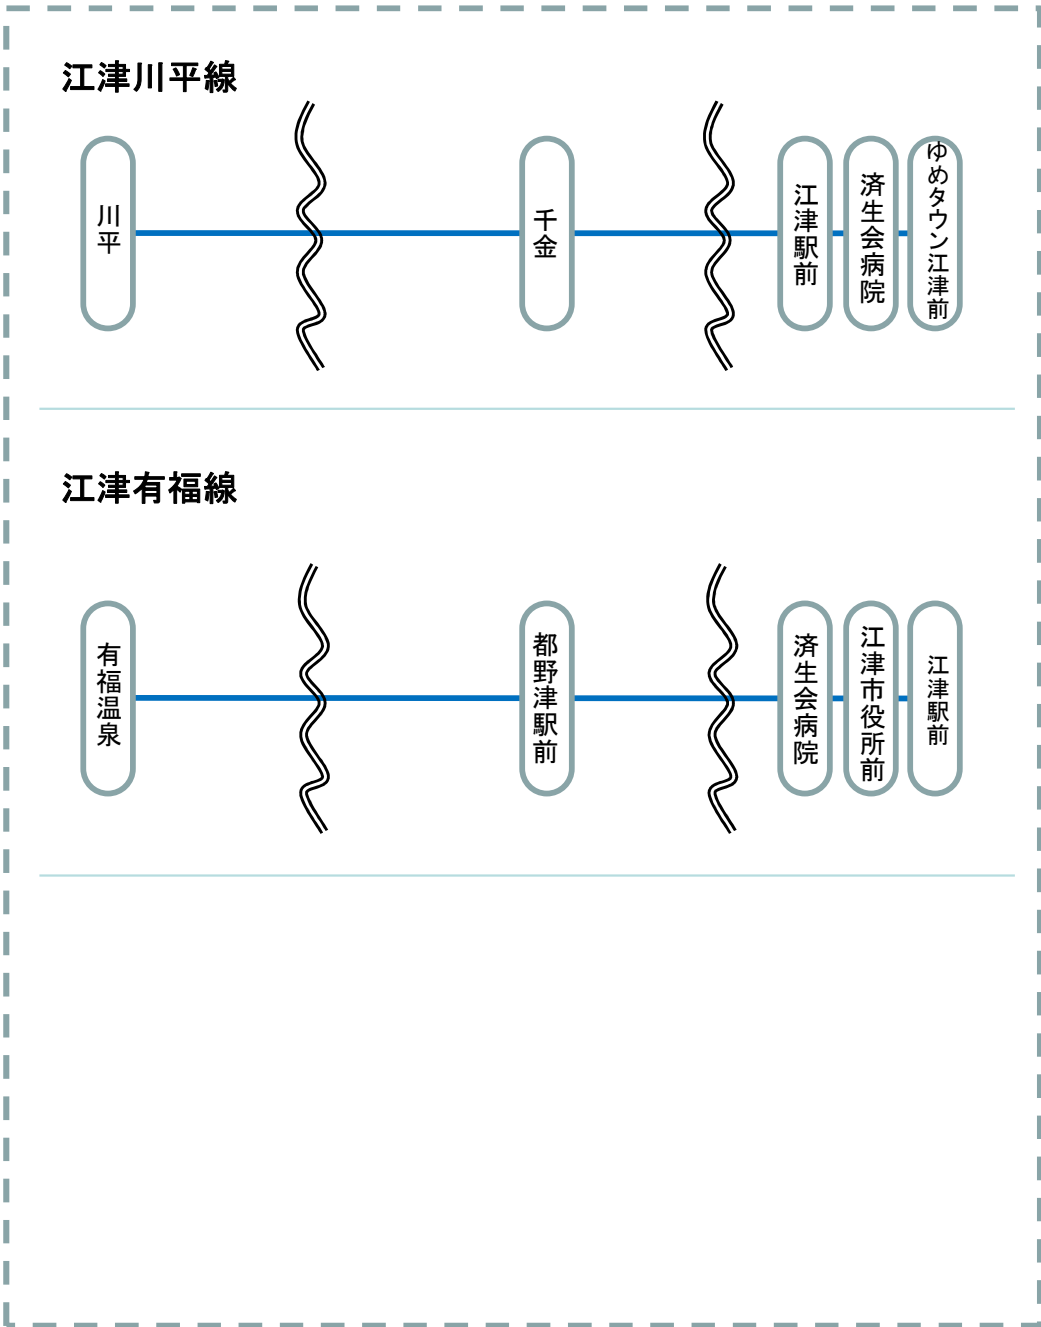 江津川平線
川平
千金
江津駅前
済生会病院
ゆめタウン江津前
江津有福線
有福温泉
都野津駅前
済生会病院
江津市役所前
江津駅前